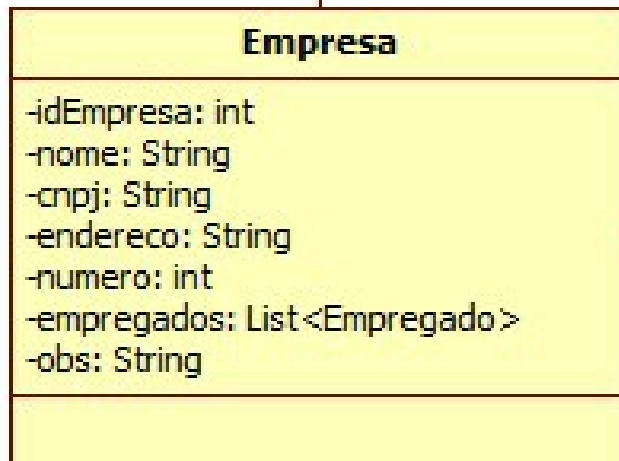 Empresa
-idEmpresa: int
-nome: String
-cnpj: String
-endereco: String
-numero: int
-empregados: List<Empregado>
-obs: String